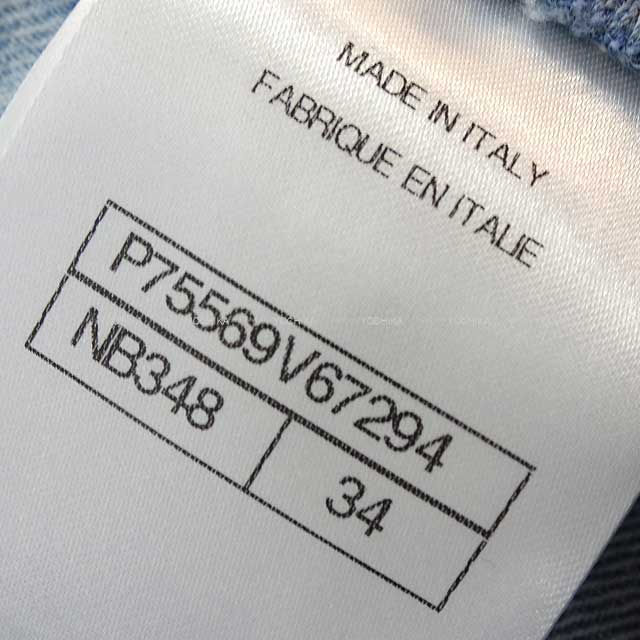 MADE IN ITALY
FABRIQUE EN ITALIE
P75569V67294
NB348
34